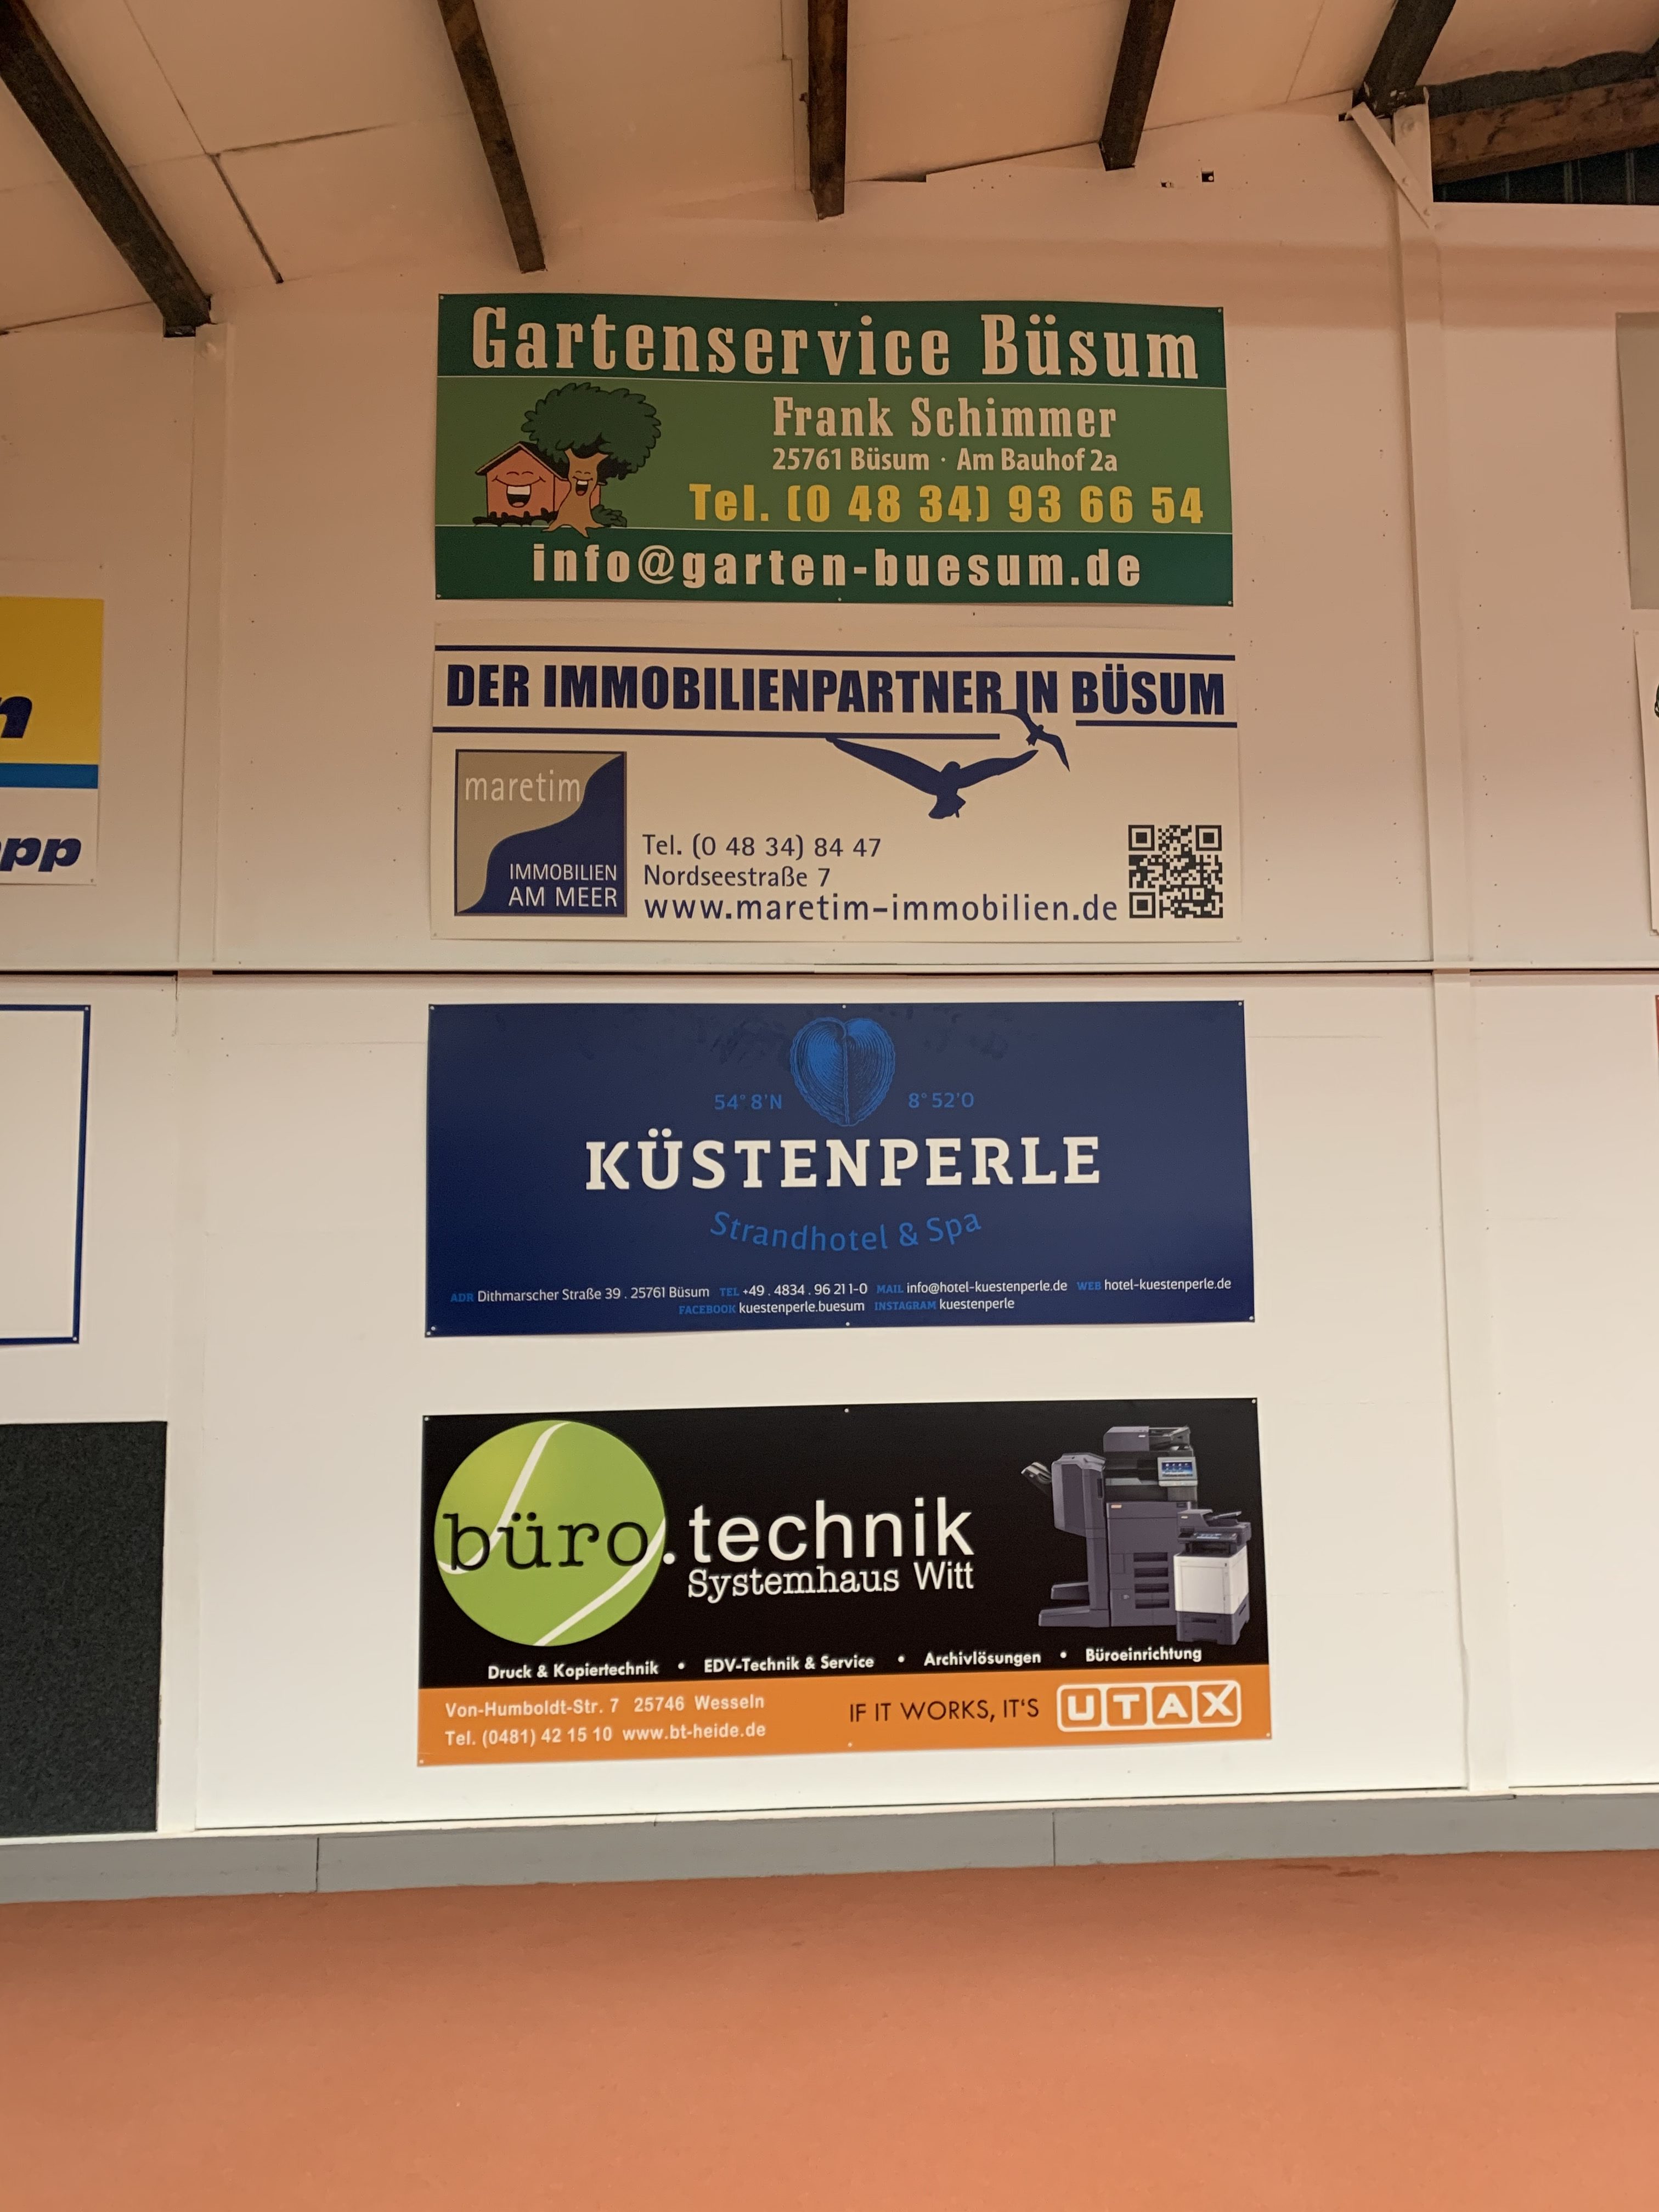 Gartenservice Büsum
Frank Schimmer
25761 Büsum · Am Bauhof 2a
Tel. (0 48 34) 93 66 54
info@garten-buesum.de
DER IMMOBILIENPARTNER IN BÜSUM
maretim
IMMOBILIEN
AM MEER
Tel. (0 48 34) 84 47
Nordseestraße 7
www.maretim-immobilien.de
n
pp
54° 8'N 8° 52'O
KÜSTENPERLE
Strandhotel & Spa
ADR Dithmarscher Straße 39 . 25761 Büsum TEL +49 . 4834 . 96 211-0 MAIL info@hotel-kuestenperle.de WEB hotel-kuestenperle.de
FACEBOOK kuestenperle.buesum INSTAGRAM kuestenperle
büro.technik
Systemhaus Witt
Druck & Kopiertechnik • EDV-Technik & Service • Archivlösungen • Büroeinrichtung
Von-Humboldt-Str. 7 25746 Wesseln
Tel. (0481) 42 15 10 www.bt-heide.de
IF IT WORKS, IT'S UTAX